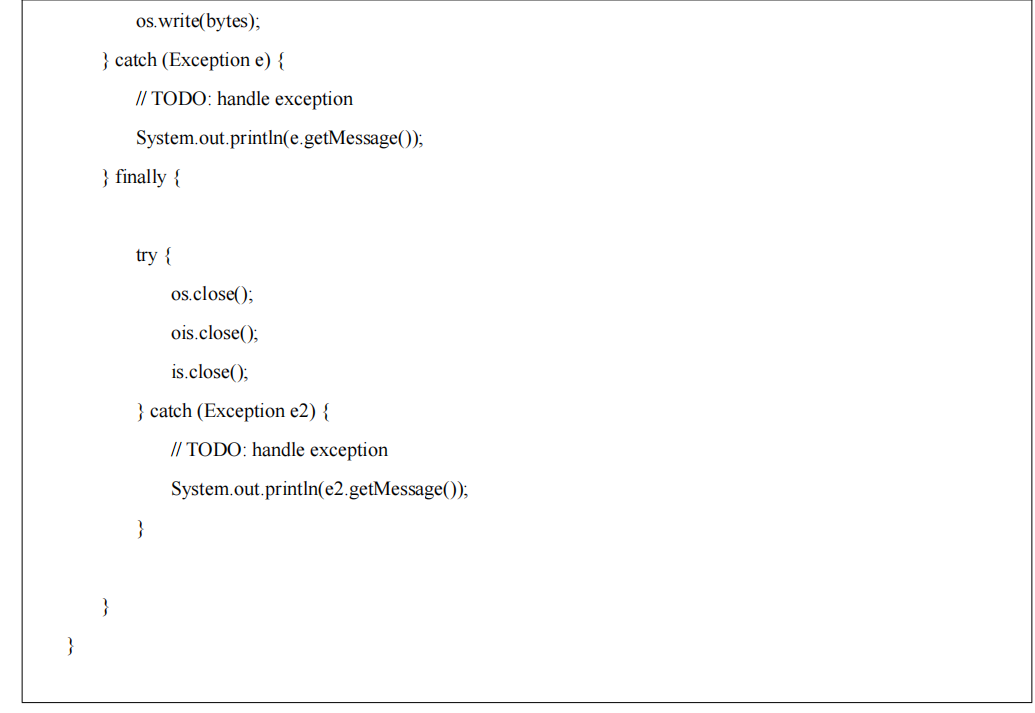 os.write(bytes);
} catch (Exception e) {
// TODO: handle exception
System.out.println(e.getMessage());
} finally {
try {
os.close();
ois.close();
is.close();
} catch (Exception e2) {
// TODO: handle exception
System.out.println(e2.getMessage());
}
}
}